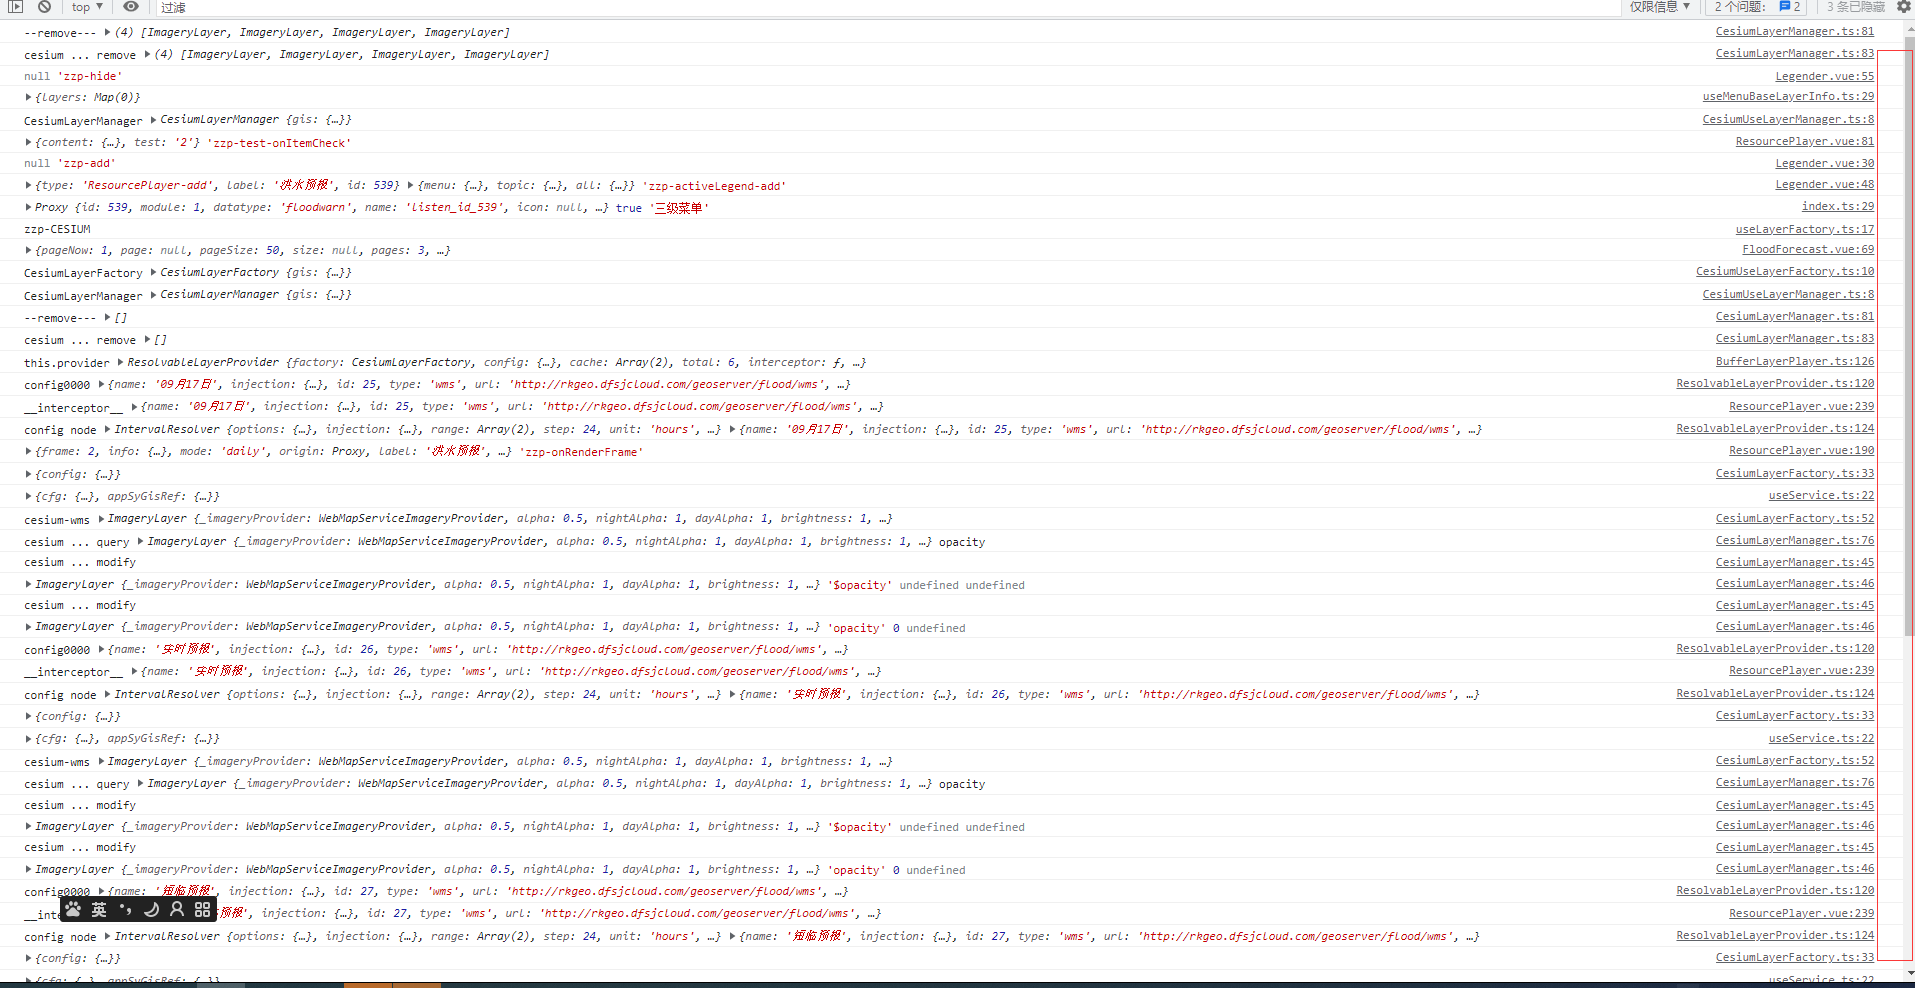 top ▼ 过滤 仅限信息 ▼ 2 个问题: 2 3 条已隐藏
--remove--- ▶(4) [ImageryLayer, ImageryLayer, ImageryLayer, ImageryLayer] CesiumLayerManager.ts:81
cesium ... remove ▶(4) [ImageryLayer, ImageryLayer, ImageryLayer, ImageryLayer] CesiumLayerManager.ts:83
null 'zzp-hide' Legender.vue:55
▶{layers: Map(0)} useMenuBaseLayerInfo.ts:29
CesiumLayerManager ▶CesiumLayerManager {gis: {…}} CesiumUseLayerManager.ts:8
▶{content: {…}, test: '2'} 'zzp-test-onItemCheck' ResourcePlayer.vue:81
null 'zzp-add' Legender.vue:30
▶{type: 'ResourcePlayer-add', label: '洪水预报', id: 539} ▶{menu: {…}, topic: {…}, all: {…}} 'zzp-activeLegend-add' Legender.vue:48
▶Proxy {id: 539, module: 1, datatype: 'floodwarn', name: 'listen_id_539', icon: null, …} true '三级菜单' index.ts:29
zzp-CESIUM useLayerFactory.ts:17
▶{pageNow: 1, page: null, pageSize: 50, size: null, pages: 3, …} FloodForecast.vue:69
CesiumLayerFactory ▶CesiumLayerFactory {gis: {…}} CesiumUseLayerFactory.ts:10
CesiumLayerManager ▶CesiumLayerManager {gis: {…}} CesiumUseLayerManager.ts:8
--remove--- ▶[] CesiumLayerManager.ts:81
cesium ... remove ▶[] CesiumLayerManager.ts:83
this.provider ▶ResolvableLayerProvider {factory: CesiumLayerFactory, config: {…}, cache: Array(2), total: 6, interceptor: ƒ, …} BufferLayerPlayer.ts:126
config0000 ▶{name: '09月17日', injection: {…}, id: 25, type: 'wms', url: 'http://rkgeo.dfsjcloud.com/geoserver/flood/wms', …} ResolvableLayerProvider.ts:120
__interceptor__ ▶{name: '09月17日', injection: {…}, id: 25, type: 'wms', url: 'http://rkgeo.dfsjcloud.com/geoserver/flood/wms', …} ResourcePlayer.vue:239
config node ▶IntervalResolver {options: {…}, injection: {…}, range: Array(2), step: 24, unit: 'hours', …} ▶{name: '09月17日', injection: {…}, id: 25, type: 'wms', url: 'http://rkgeo.dfsjcloud.com/geoserver/flood/wms', …} ResolvableLayerProvider.ts:124
▶{frame: 2, info: {…}, mode: 'daily', origin: Proxy, label: '洪水预报', …} 'zzp-onRenderFrame' ResourcePlayer.vue:190
▶{config: {…}} CesiumLayerFactory.ts:33
▶{cfg: {…}, appSyGisRef: {…}} useService.ts:22
cesium-wms ▶ImageryLayer {_imageryProvider: WebMapServiceImageryProvider, alpha: 0.5, nightAlpha: 1, dayAlpha: 1, brightness: 1, …} CesiumLayerFactory.ts:52
cesium ... query ▶ImageryLayer {_imageryProvider: WebMapServiceImageryProvider, alpha: 0.5, nightAlpha: 1, dayAlpha: 1, brightness: 1, …} opacity CesiumLayerManager.ts:76
cesium ... modify CesiumLayerManager.ts:45
▶ImageryLayer {_imageryProvider: WebMapServiceImageryProvider, alpha: 0.5, nightAlpha: 1, dayAlpha: 1, brightness: 1, …} '$opacity' undefined undefined CesiumLayerManager.ts:46
cesium ... modify CesiumLayerManager.ts:45
▶ImageryLayer {_imageryProvider: WebMapServiceImageryProvider, alpha: 0.5, nightAlpha: 1, dayAlpha: 1, brightness: 1, …} 'opacity' 0 undefined CesiumLayerManager.ts:46
config0000 ▶{name: '实时预报', injection: {…}, id: 26, type: 'wms', url: 'http://rkgeo.dfsjcloud.com/geoserver/flood/wms', …} ResolvableLayerProvider.ts:120
__interceptor__ ▶{name: '实时预报', injection: {…}, id: 26, type: 'wms', url: 'http://rkgeo.dfsjcloud.com/geoserver/flood/wms', …} ResourcePlayer.vue:239
config node ▶IntervalResolver {options: {…}, injection: {…}, range: Array(2), step: 24, unit: 'hours', …} ▶{name: '实时预报', injection: {…}, id: 26, type: 'wms', url: 'http://rkgeo.dfsjcloud.com/geoserver/flood/wms', …} ResolvableLayerProvider.ts:124
▶{config: {…}} CesiumLayerFactory.ts:33
▶{cfg: {…}, appSyGisRef: {…}} useService.ts:22
cesium-wms ▶ImageryLayer {_imageryProvider: WebMapServiceImageryProvider, alpha: 0.5, nightAlpha: 1, dayAlpha: 1, brightness: 1, …} CesiumLayerFactory.ts:52
cesium ... query ▶ImageryLayer {_imageryProvider: WebMapServiceImageryProvider, alpha: 0.5, nightAlpha: 1, dayAlpha: 1, brightness: 1, …} opacity CesiumLayerManager.ts:76
cesium ... modify CesiumLayerManager.ts:45
▶ImageryLayer {_imageryProvider: WebMapServiceImageryProvider, alpha: 0.5, nightAlpha: 1, dayAlpha: 1, brightness: 1, …} '$opacity' undefined undefined CesiumLayerManager.ts:46
cesium ... modify CesiumLayerManager.ts:45
▶ImageryLayer {_imageryProvider: WebMapServiceImageryProvider, alpha: 0.5, nightAlpha: 1, dayAlpha: 1, brightness: 1, …} 'opacity' 0 undefined CesiumLayerManager.ts:46
config0000 ▶{name: '短临预报', injection: {…}, id: 27, type: 'wms', url: 'http://rkgeo.dfsjcloud.com/geoserver/flood/wms', …} ResolvableLayerProvider.ts:120
__inte 英 预报', injection: {…}, id: 27, type: 'wms', url: 'http://rkgeo.dfsjcloud.com/geoserver/flood/wms', …} ResourcePlayer.vue:239
config node ▶IntervalResolver {options: {…}, injection: {…}, range: Array(2), step: 24, unit: 'hours', …} ▶{name: '短临预报', injection: {…}, id: 27, type: 'wms', url: 'http://rkgeo.dfsjcloud.com/geoserver/flood/wms', …} ResolvableLayerProvider.ts:124
▶{config: {…}} CesiumLayerFactory.ts:33
▶{cfg: {…}, appSyGisRef: {…}} useService.ts:22